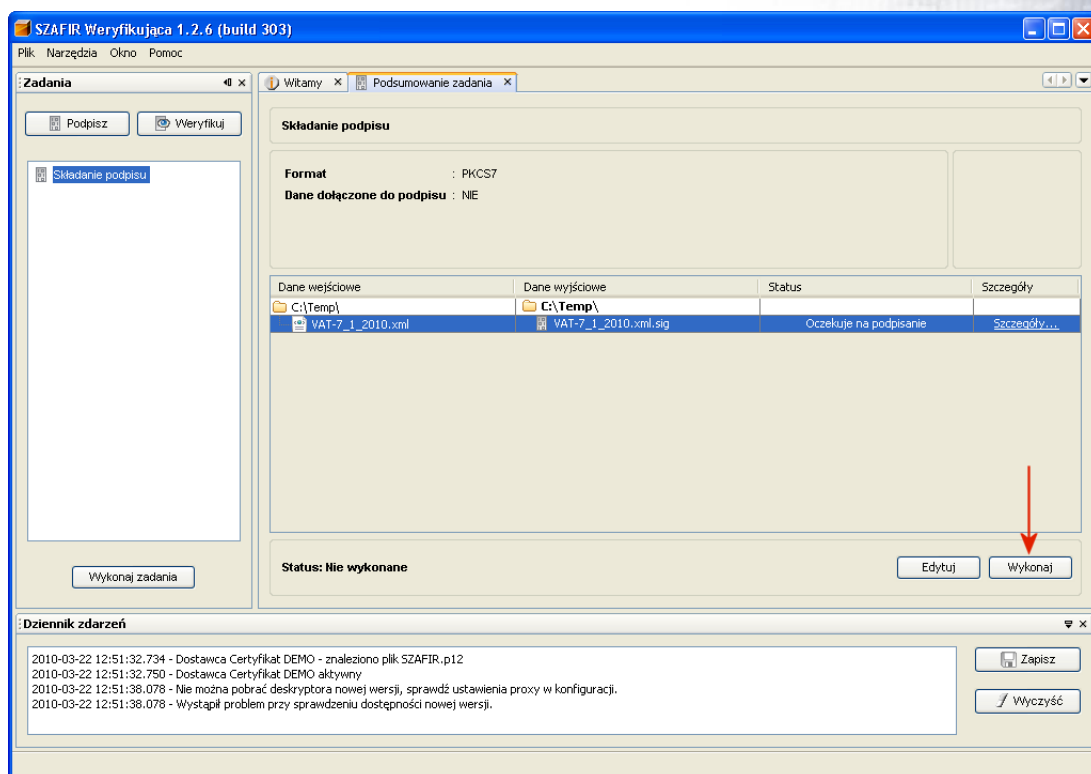 SZAFIR Weryfikująca 1.2.6 (build 303)
Plik Narzędzia Okno Pomoc
Zadania
Podpisz Weryfikuj
Składanie podpisu
Wykonaj zadania
Witamy Podsumowanie zadania
Składanie podpisu
Format : PKCS7
Dane dołączone do podpisu : NIE
Dane wejściowe Dane wyjściowe Status Szczegóły
C:\Temp\ C:\Temp\
VAT-7_1_2010.xml VAT-7_1_2010.xml.sig Oczekuje na podpisanie Szczegóły...
Status: Nie wykonane Edytuj Wykonaj
Dziennik zdarzeń
2010-03-22 12:51:32.734 - Dostawca Certyfikat DEMO - znaleziono plik SZAFIR.p12
2010-03-22 12:51:32.750 - Dostawca Certyfikat DEMO aktywny
2010-03-22 12:51:38.078 - Nie można pobrać deskryptora nowej wersji, sprawdź ustawienia proxy w konfiguracji.
2010-03-22 12:51:38.078 - Wystąpił problem przy sprawdzeniu dostępności nowej wersji.
Zapisz
Wyczyść